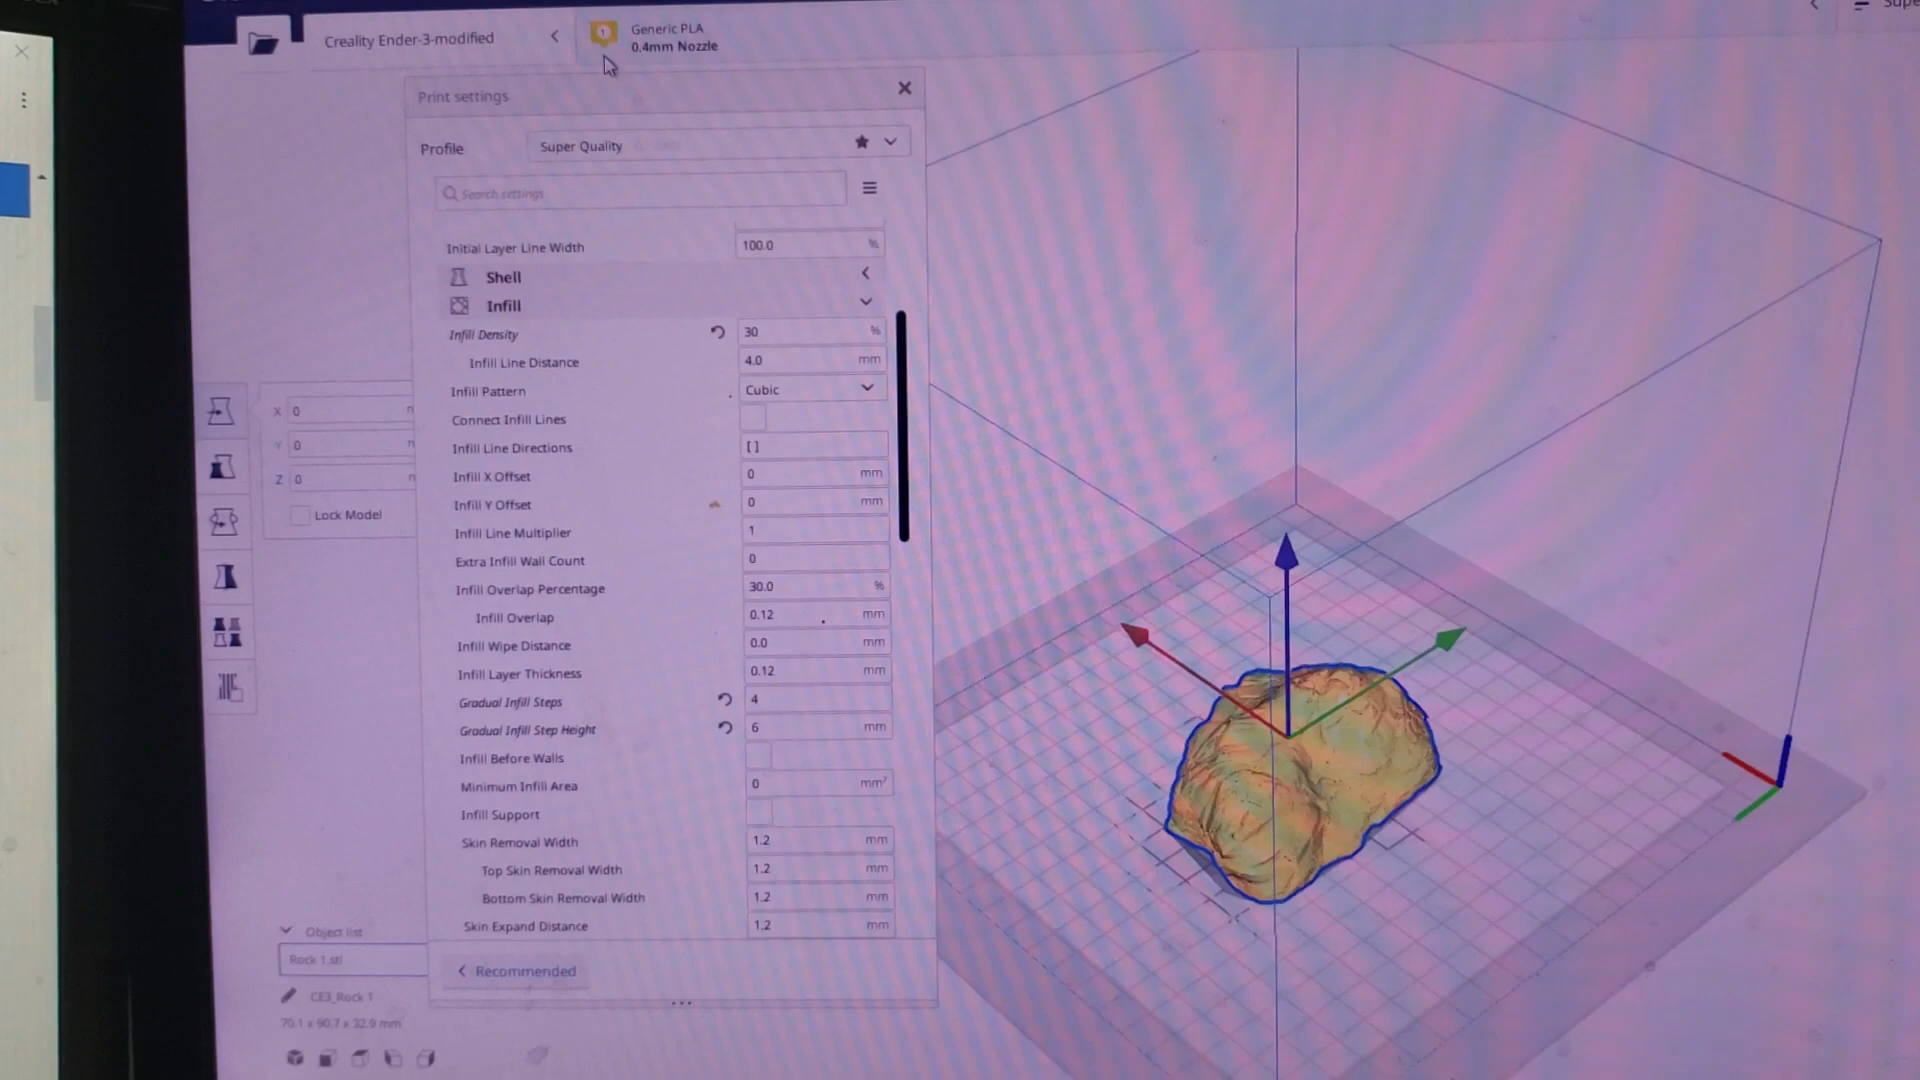 Creality Ender-3-modified
1
Generic PLA
0.4mm Nozzle
Print settings
Profile
Super Quality
Search settings
Initial Layer Line Width
100.0 %
Shell
Infill
Infill Density
30 %
Infill Line Distance
4.0 mm
Infill Pattern
Cubic
Connect Infill Lines
Infill Line Directions
[ ]
Infill X Offset
0 mm
Infill Y Offset
0 mm
Infill Line Multiplier
1
Extra Infill Wall Count
0
Infill Overlap Percentage
30.0 %
Infill Overlap
0.12 mm
Infill Wipe Distance
0.0 mm
Infill Layer Thickness
0.12 mm
Gradual Infill Steps
4
Gradual Infill Step Height
6 mm
Infill Before Walls
Minimum Infill Area
0 mm²
Infill Support
Skin Removal Width
1.2 mm
Top Skin Removal Width
1.2 mm
Bottom Skin Removal Width
1.2 mm
Skin Expand Distance
1.2 mm
Recommended
X 0
Y 0
Z 0
Lock Model
Object list
Rock 1.stl
CE3_Rock 1
70.1 x 90.7 x 32.9 mm